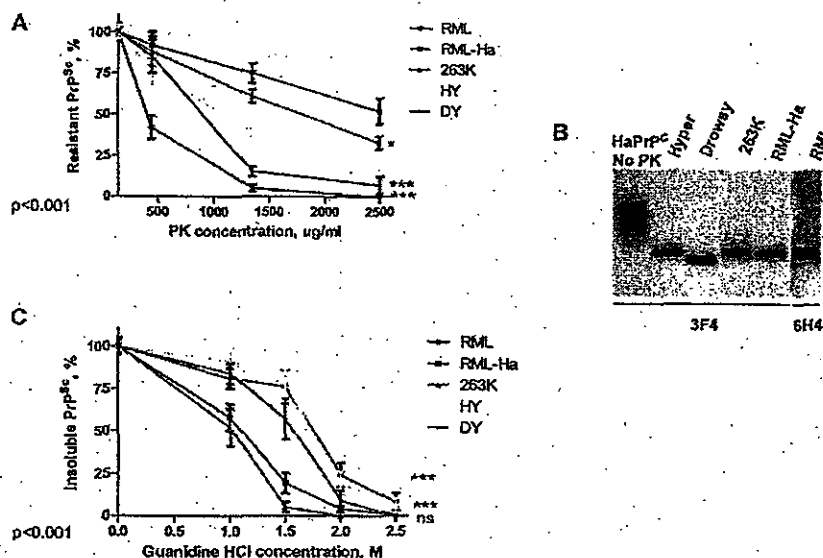 A
Resistant PrPSc, %
100
75
50
25
0
500
1000
1500
2000
2500
PK concentration, ug/ml
p<0.001
*
***
***
RML
RML-Ha
263K
HY
DY
B
HaPrPC
No PK
Hyper
Drowsy
263K
RML-Ha
RML
3F4
6H4
C
Insoluble PrPSc, %
100
75
50
25
0
0.0
0.5
1.0
1.5
2.0
2.5
Guanidine HCl concentration, M
p<0.001
***
***
ns
RML
RML-Ha
263K
HY
DY